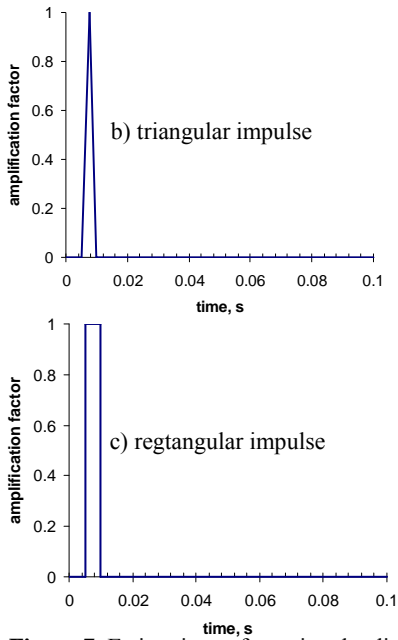 1
0.8
0.6
0.4
0.2
0
amplification factor
b) triangular impulse
0 0.02 0.04 0.06 0.08 0.1
time, s
1
0.8
0.6
0.4
0.2
0
amplification factor
c) regtangular impulse
0 0.02 0.04 0.06 0.08 0.1
time, s
Figure 7